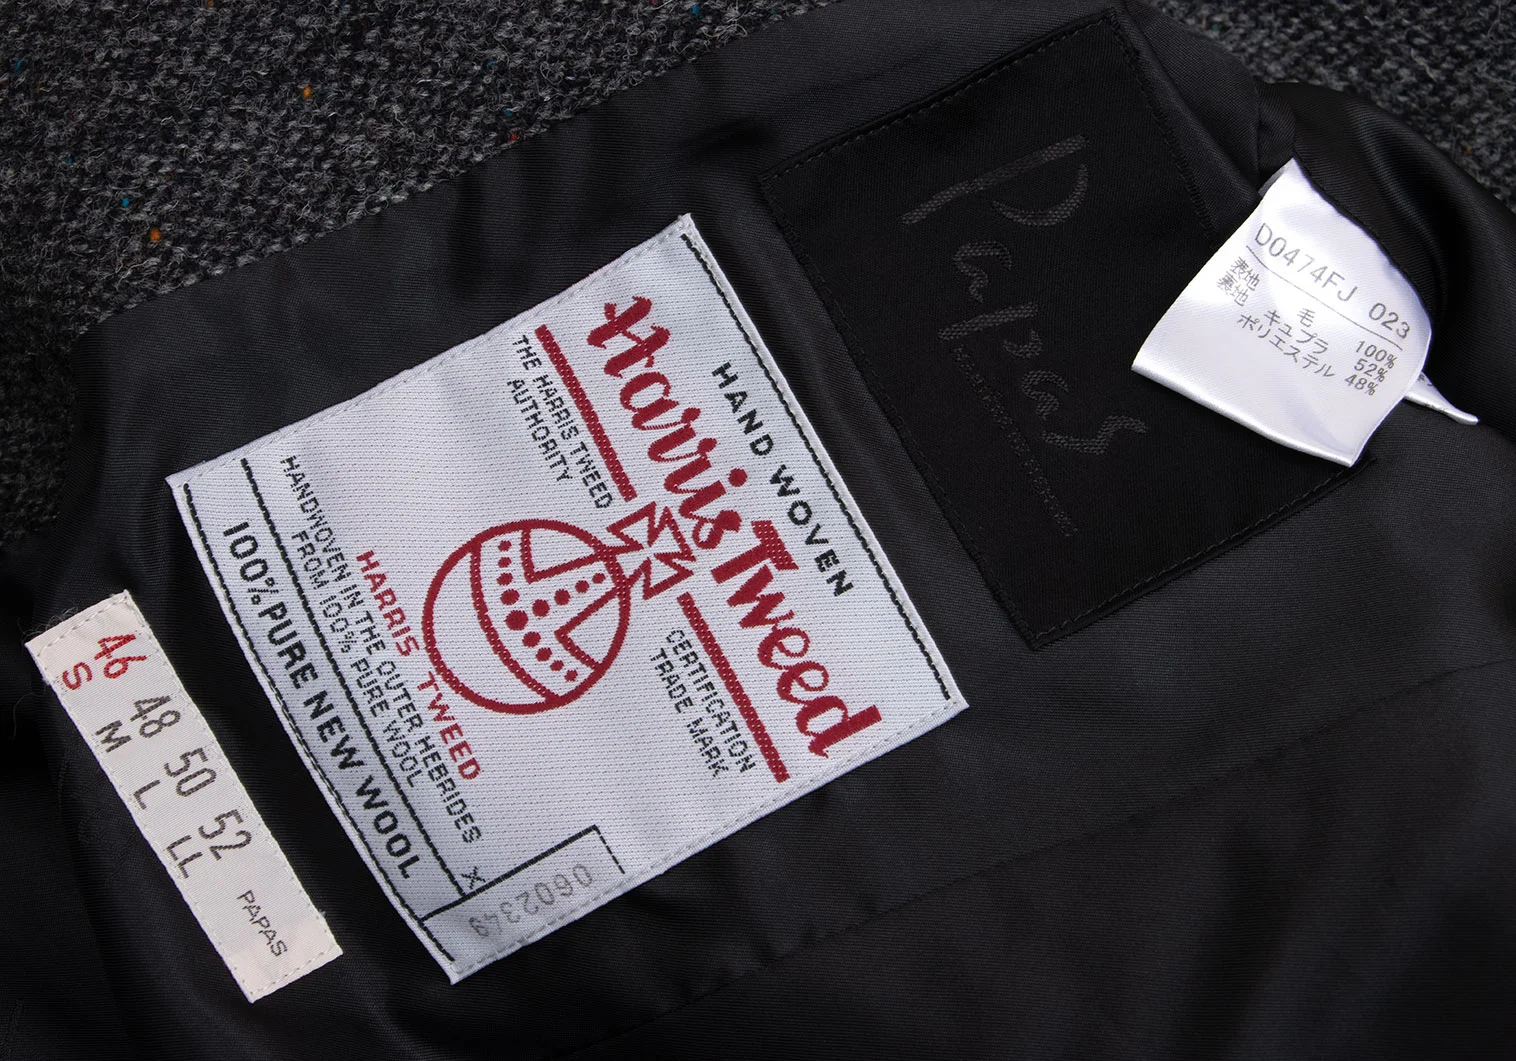 Papas
D0474FJ 023
表地 毛 100%
裏地 キュプラ 52%
ポリエステル 48%
HAND WOVEN
Harris Tweed
THE HARRIS TWEED
AUTHORITY
CERTIFICATION
TRADE MARK
HARRIS TWEED
HANDWOVEN IN THE OUTER HEBRIDES
FROM 100% PURE WOOL
100% PURE NEW WOOL
X
0602349
46 48 50 52
S M L LL
PAPAS